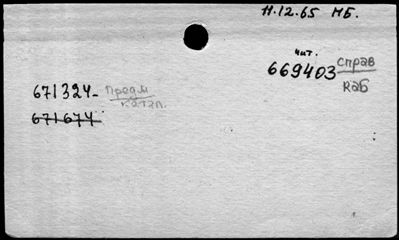 11.12.65 МБ.
чит.
669403 справ
каб
671324- Предм
катал.
671674